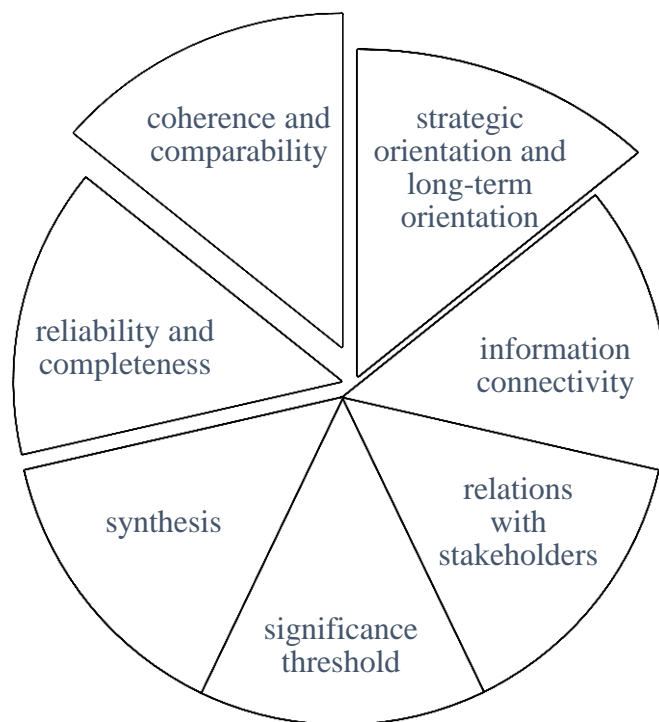 coherence and
comparability
strategic
orientation and
long-term
orientation
reliability and
completeness
information
connectivity
synthesis
relations
with
stakeholders
significance
threshold